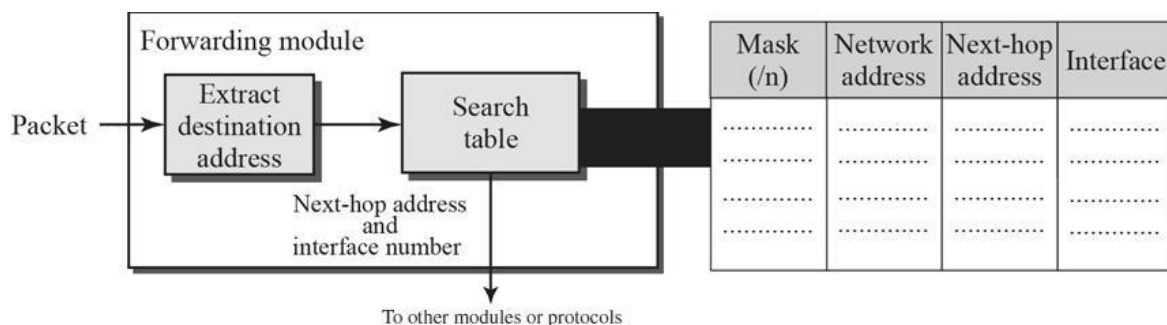 Forwarding module
Packet
Extract
destination
address
Search
table
Next-hop address
and
interface number
To other modules or protocols
Mask
(/n)
Network
address
Next-hop
address
Interface
............ ............ ............ ............
............ ............ ............ ............
............ ............ ............ ............
............ ............ ............ ............